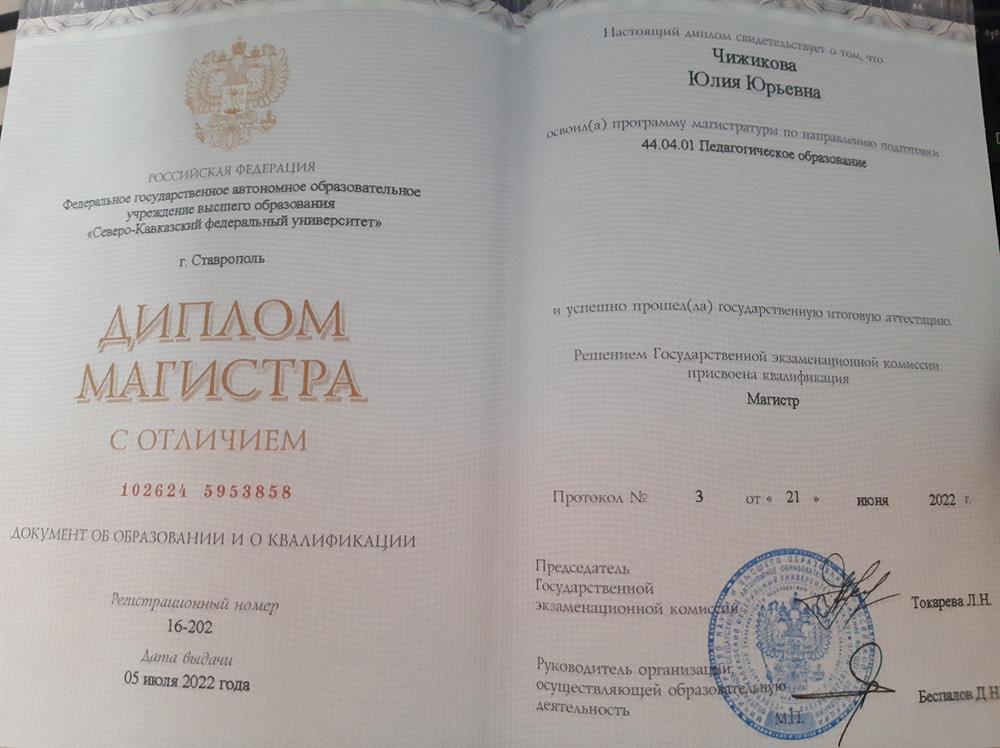 РОССИЙСКАЯ ФЕДЕРАЦИЯ
Федеральное государственное автономное образовательное
учреждение высшего образования
«Северо-Кавказский федеральный университет»
г. Ставрополь
ДИПЛОМ
МАГИСТРА
С ОТЛИЧИЕМ
102624 5953858
ДОКУМЕНТ ОБ ОБРАЗОВАНИИ И О КВАЛИФИКАЦИИ
Регистрационный номер
16-202
Дата выдачи
05 июля 2022 года
Настоящий диплом свидетельствует о том, что
Чижикова
Юлия Юрьевна
освоил(а) программу магистратуры по направлению подготовки
44.04.01 Педагогическое образование
и успешно прошел(ла) государственную итоговую аттестацию.
Решением Государственной экзаменационной комиссии
присвоена квалификация
Магистр
Протокол № 3 от « 21 » июня 2022 г.
Председатель
Государственной
экзаменационной комиссии
Токарева Л.Н.
Руководитель организации,
осуществляющей образовательную
деятельность
Беспалов Д.Н.
М.П.